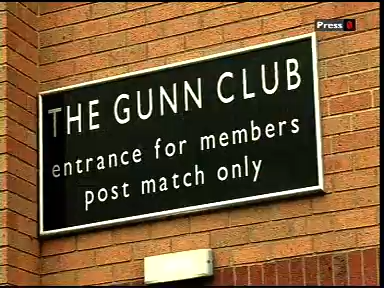 Press
THE GUNN CLUB
entrance for members
post match only